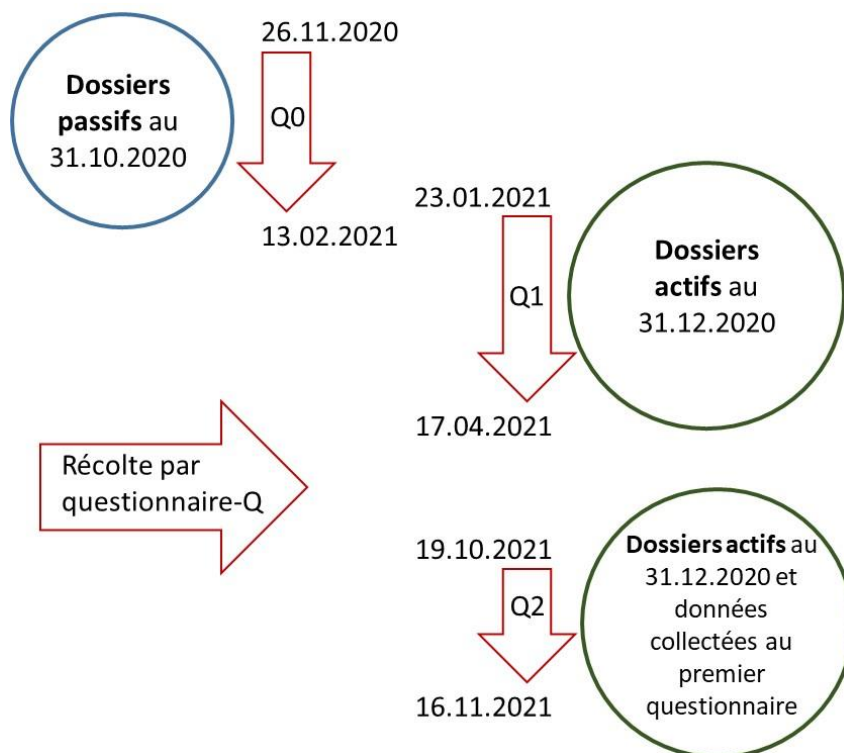 Dossiers
passifs au
31.10.2020
26.11.2020
Q0
13.02.2021
23.01.2021
Q1
17.04.2021
Dossiers
actifs au
31.12.2020
Récolte par
questionnaire-Q
19.10.2021
Q2
16.11.2021
Dossiers actifs au
31.12.2020 et
données
collectées au
premier
questionnaire